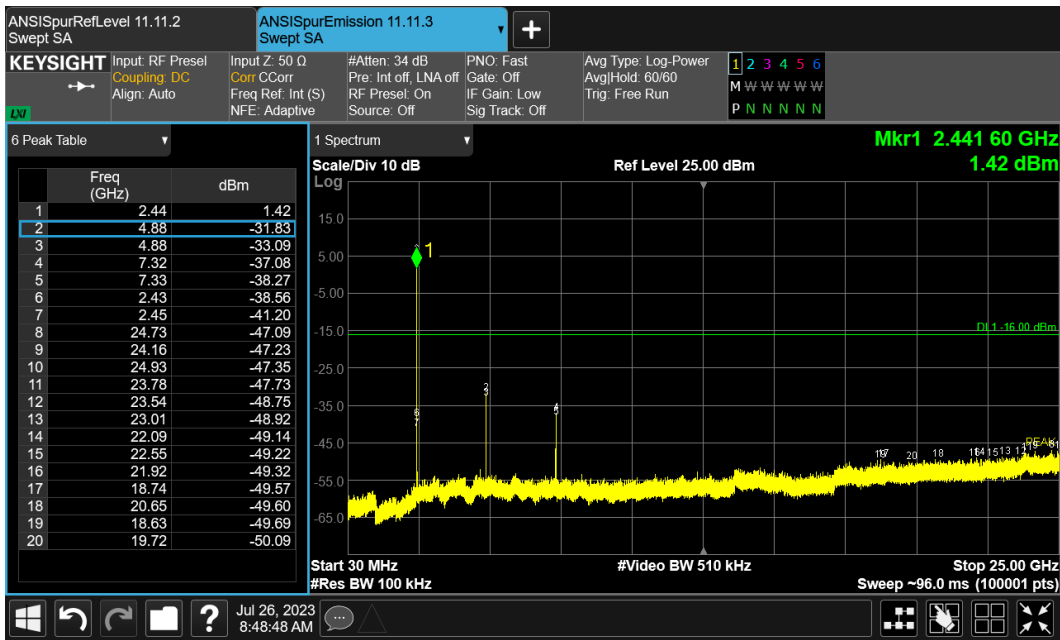 ANSISpurRefLevel 11.11.2
Swept SA
ANSISpurEmission 11.11.3
Swept SA
KEYSIGHT
LXI
Input: RF Presel
Coupling: DC
Align: Auto
Input Z: 50 Ω
Corr CCorr
Freq Ref: Int (S)
NFE: Adaptive
#Atten: 34 dB
Pre: Int off, LNA off
RF Presel: On
Source: Off
PNO: Fast
Gate: Off
IF Gain: Low
Sig Track: Off
Avg Type: Log-Power
Avg|Hold: 60/60
Trig: Free Run
1 2 3 4 5 6
M W W W W W
P N N N N N
6 Peak Table
Freq (GHz) dBm
1 2.44 1.42
2 4.88 -31.83
3 4.88 -33.09
4 7.32 -37.08
5 7.33 -38.27
6 2.43 -38.56
7 2.45 -41.20
8 24.73 -47.09
9 24.16 -47.23
10 24.93 -47.35
11 23.78 -47.73
12 23.54 -48.75
13 23.01 -48.92
14 22.09 -49.14
15 22.55 -49.22
16 21.92 -49.32
17 18.74 -49.57
18 20.65 -49.60
19 18.63 -49.69
20 19.72 -50.09
1 Spectrum
Mkr1 2.441 60 GHz
1.42 dBm
Scale/Div 10 dB
Ref Level 25.00 dBm
Log
15.0
5.00
-5.00
-15.0
-25.0
-35.0
-45.0
-55.0
-65.0
1
DL1 -16.00 dBm
20
18
PEAK
Start 30 MHz
#Video BW 510 kHz
Stop 25.00 GHz
#Res BW 100 kHz
Sweep ~96.0 ms (100001 pts)
Jul 26, 2023
8:48:48 AM